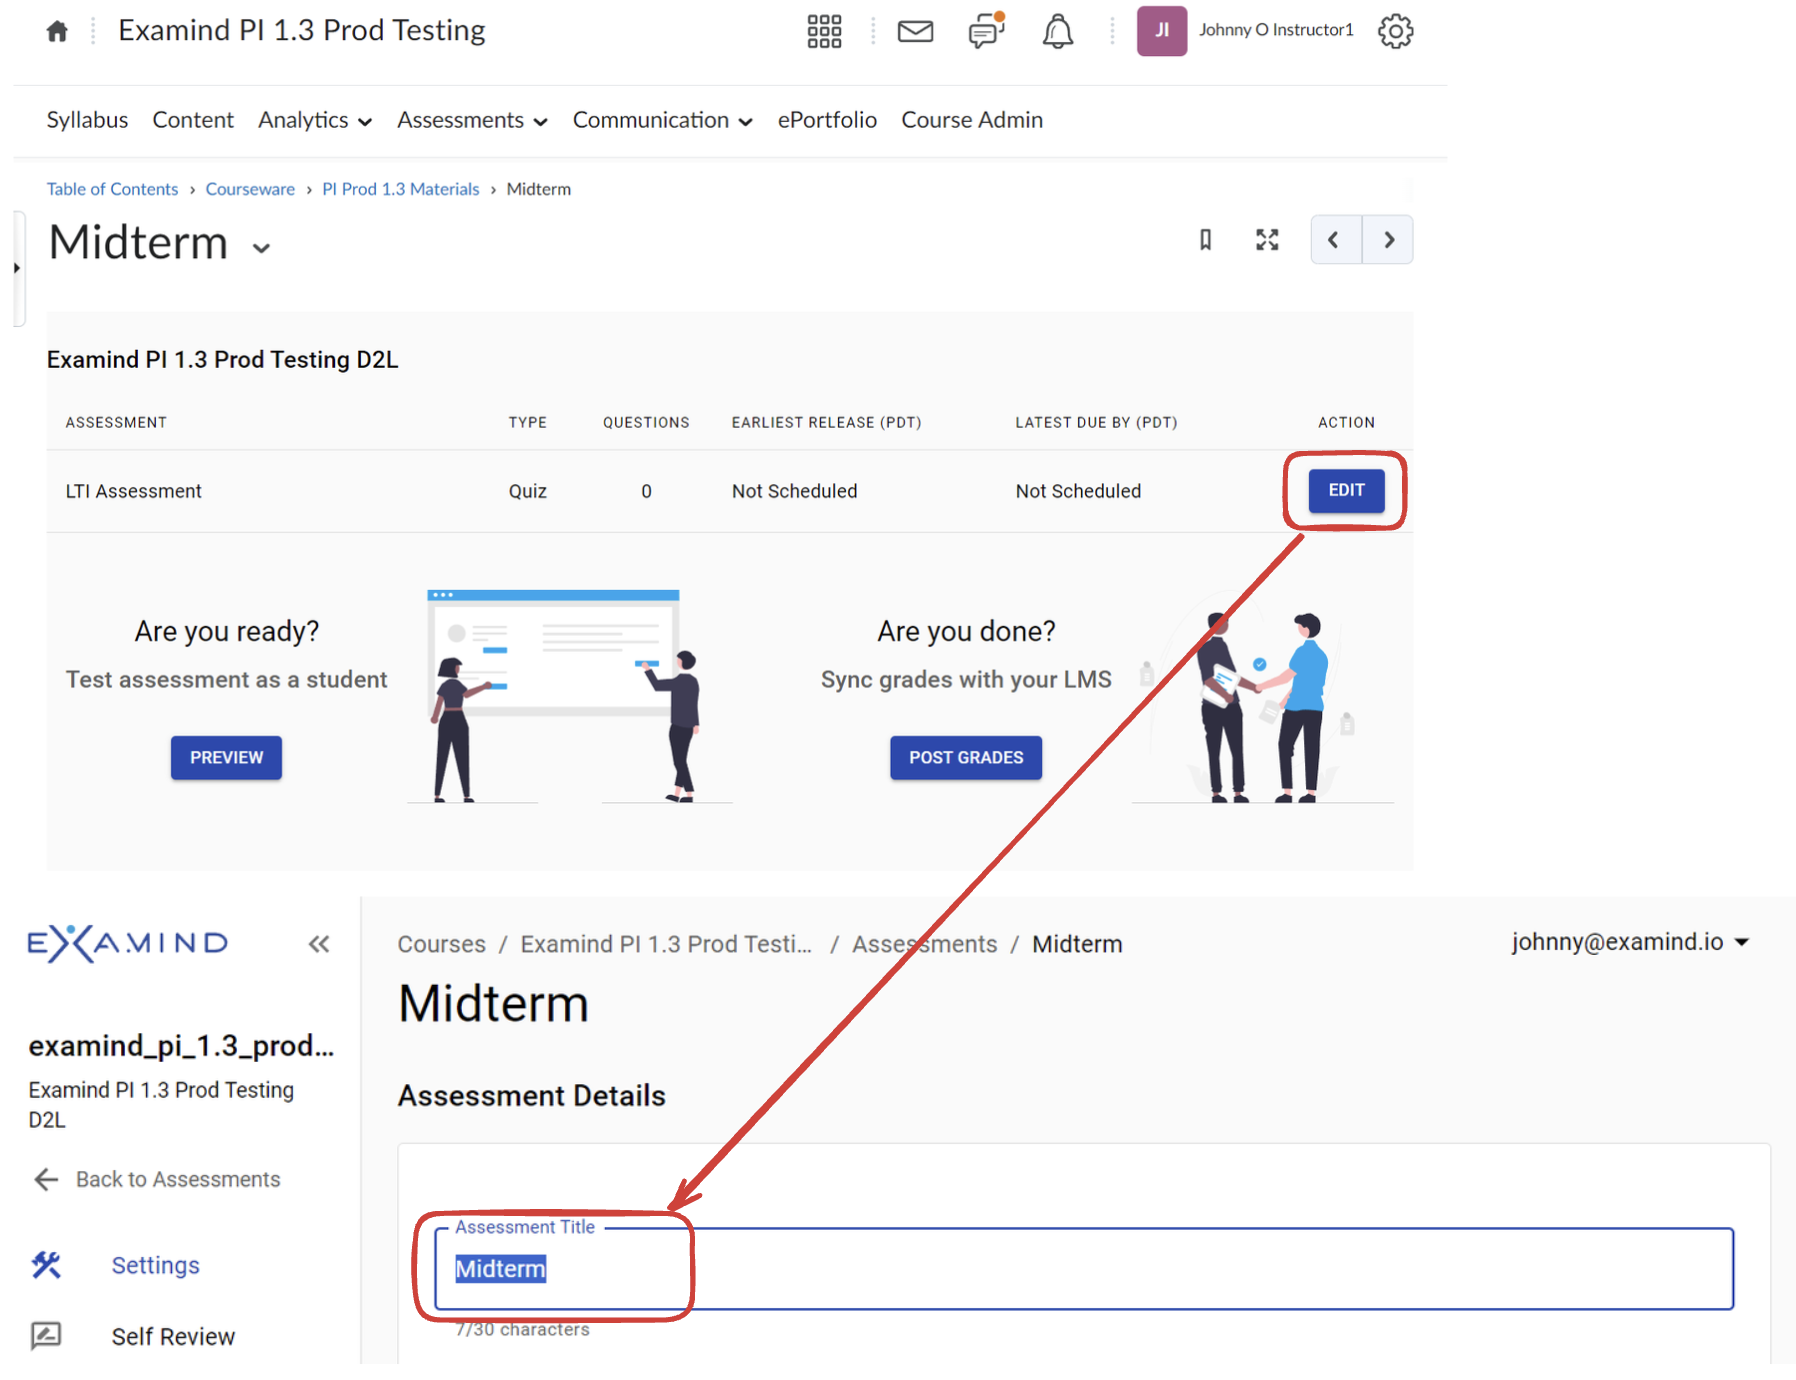 Examind PI 1.3 Prod Testing
JI
Johnny O Instructor1
Syllabus Content Analytics Assessments Communication ePortfolio Course Admin
Table of Contents › Courseware › PI Prod 1.3 Materials › Midterm
Midterm
Examind PI 1.3 Prod Testing D2L
ASSESSMENT TYPE QUESTIONS EARLIEST RELEASE (PDT) LATEST DUE BY (PDT) ACTION
LTI Assessment Quiz 0 Not Scheduled Not Scheduled EDIT
Are you ready?
Test assessment as a student
PREVIEW
Are you done?
Sync grades with your LMS
POST GRADES
EXAMIND
examind_pi_1.3_prod...
Examind PI 1.3 Prod Testing
D2L
Back to Assessments
Settings
Self Review
Courses / Examind PI 1.3 Prod Testi... / Assessments / Midterm
johnny@examind.io
Midterm
Assessment Details
Assessment Title
Midterm
7/30 characters